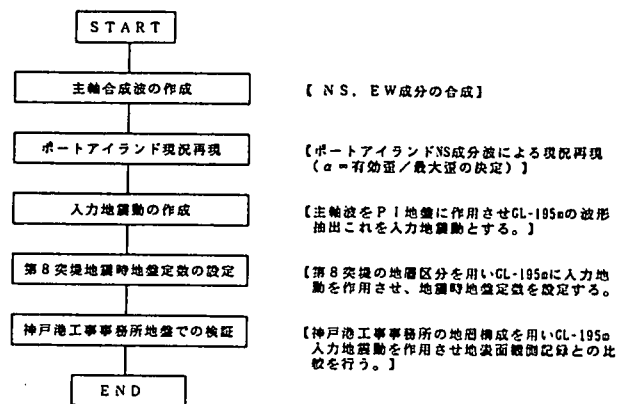 START
主軸合成波の作成
【NS，EW成分の合成】
ポートアイランド現況再現
【ポートアイランドNS成分波による現況再現
（α＝有効歪／最大歪の決定）】
入力地震動の作成
【主軸波をPI地盤に作用させGL-195mの波形
抽出これを入力地震動とする。】
第8突堤地震時地盤定数の設定
【第8突堤の地層区分を用いGL-195mに入力地
動を作用させ、地震時地盤定数を設定する。
神戸港工事事務所地盤での検証
【神戸港工事事務所の地層構成を用いGL-195m
入力地震動を作用させ地表面観測記録との比
較を行う。】
END